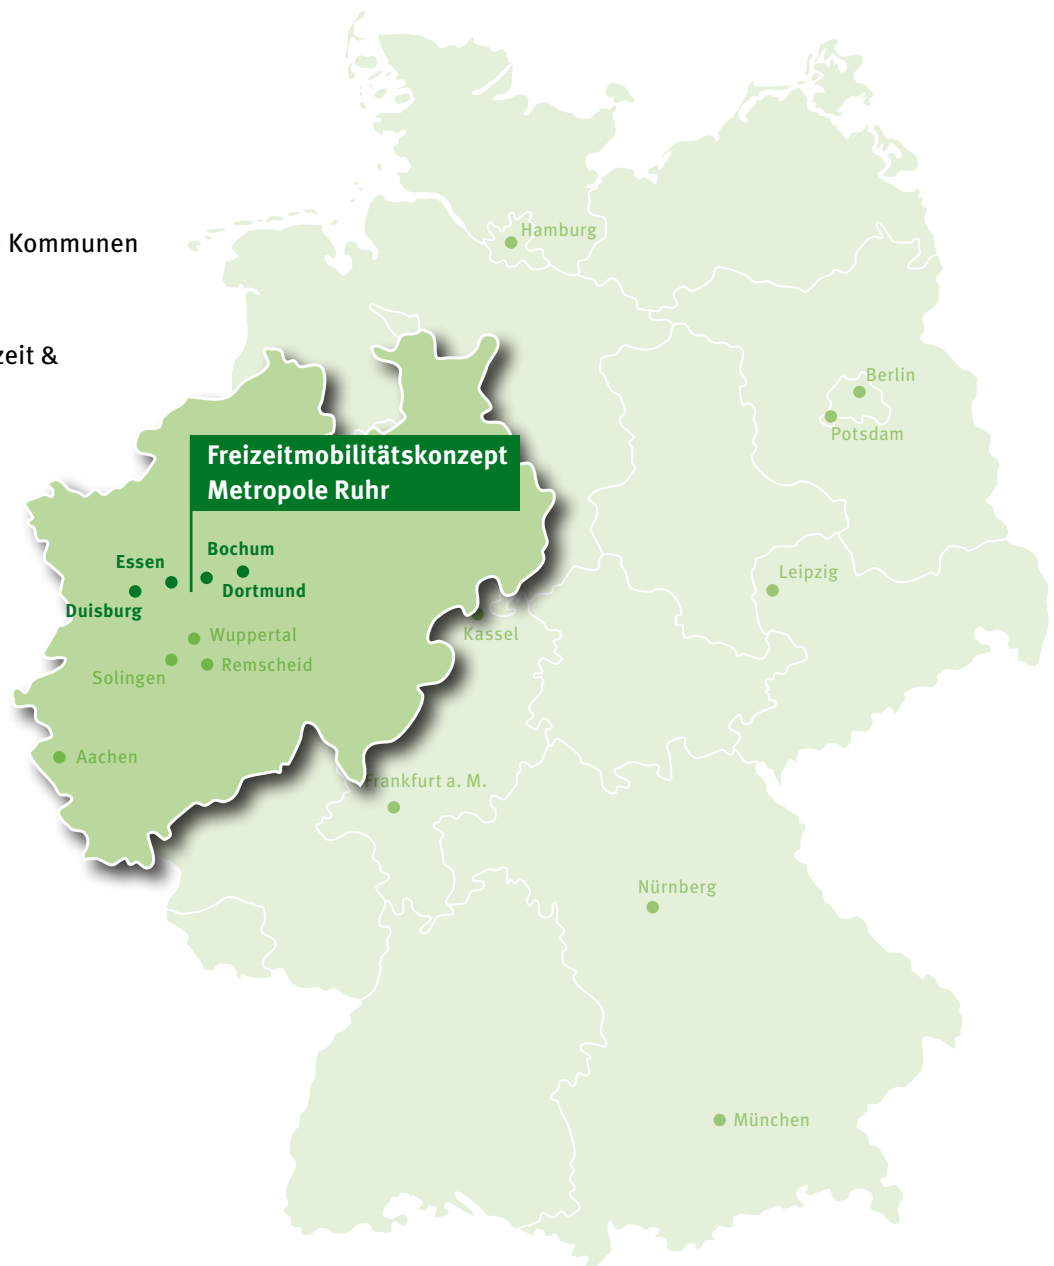 Kommunen
zeit &
Hamburg
Berlin
Potsdam
Freizeitmobilitätskonzept
Metropole Ruhr
Bochum
Essen
Dortmund
Duisburg
Leipzig
Wuppertal
Kassel
Remscheid
Solingen
Aachen
Frankfurt a. M.
Nürnberg
München